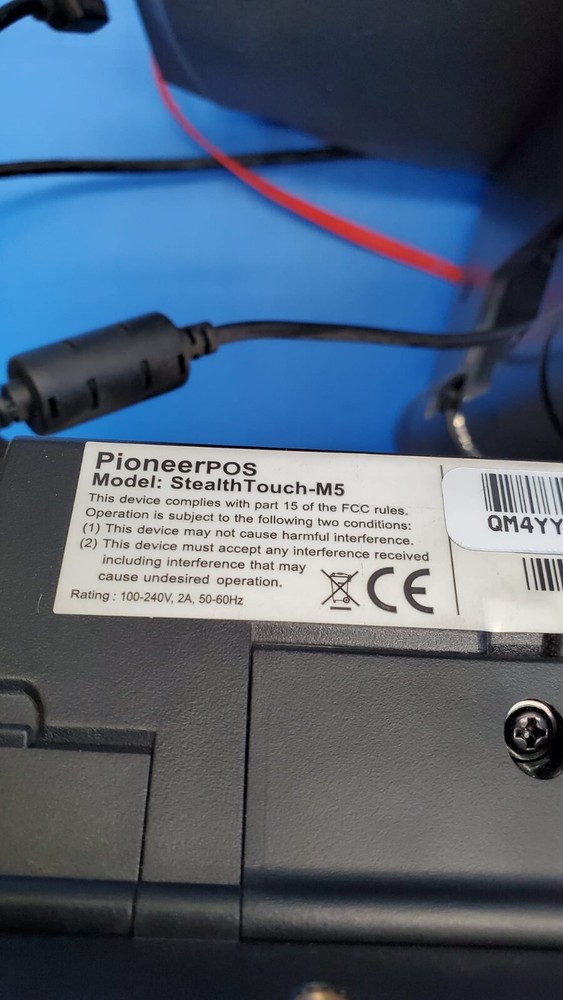 PioneerPOS
Model: StealthTouch-M5
This device complies with part 15 of the FCC rules.
Operation is subject to the following two conditions:
(1) This device may not cause harmful interference.
(2) This device must accept any interference received
including interference that may
cause undesired operation.
Rating : 100-240V, 2A, 50-60Hz
CE
QM4YY